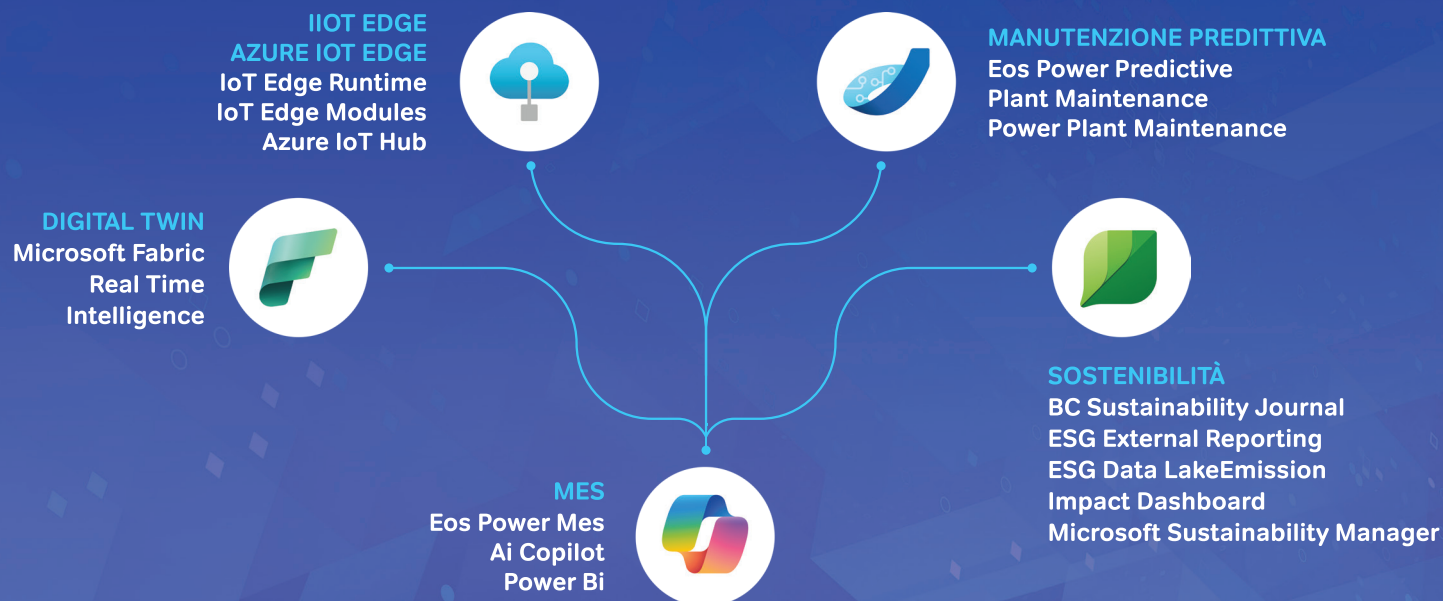 IIOT EDGE
AZURE IOT EDGE
IoT Edge Runtime
IoT Edge Modules
Azure IoT Hub
MANUTENZIONE PREDITTIVA
Eos Power Predictive
Plant Maintenance
Power Plant Maintenance
DIGITAL TWIN
Microsoft Fabric
Real Time
Intelligence
SOSTENIBILITÀ
BC Sustainability Journal
ESG External Reporting
ESG Data LakeEmission
Impact Dashboard
Microsoft Sustainability Manager
MES
Eos Power Mes
Ai Copilot
Power Bi